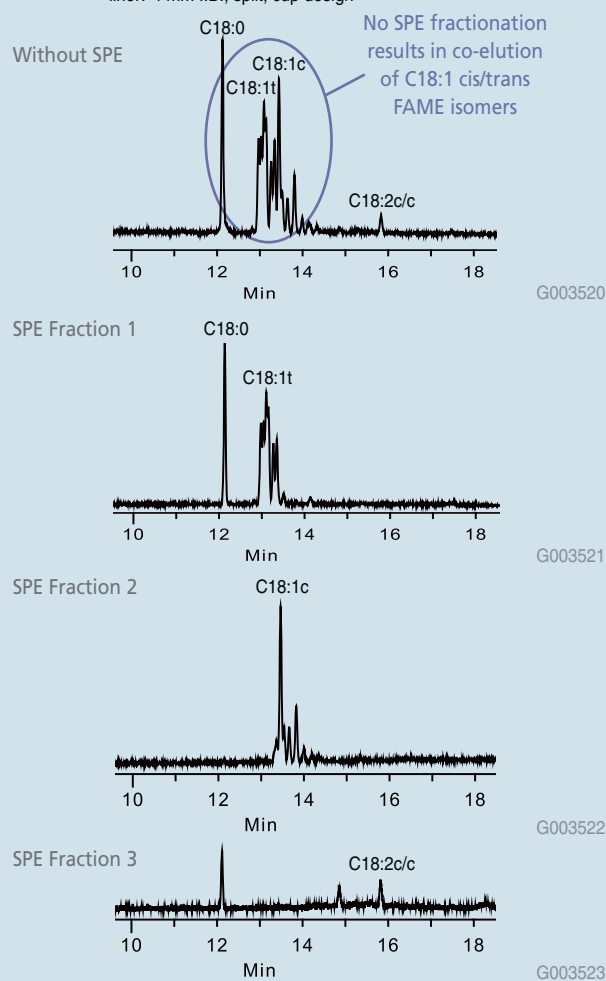 Without SPE
C18:0
C18:1t
C18:1c
No SPE fractionation
results in co-elution
of C18:1 cis/trans
FAME isomers
C18:2c/c
10 12 14 16 18
Min
G003520
SPE Fraction 1
C18:0
C18:1t
10 12 14 16 18
Min
G003521
SPE Fraction 2
C18:1c
10 12 14 16 18
Min
G003522
SPE Fraction 3
C18:2c/c
10 12 14 16 18
Min
G003523